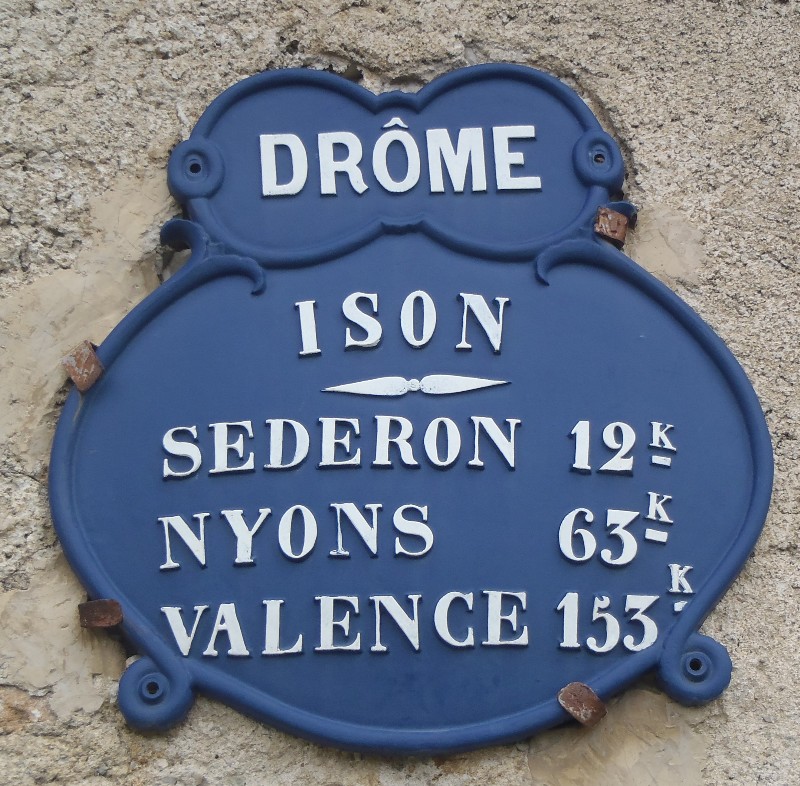 DRÔME
ISON
SEDERON 12K
NYONS 63K
VALENCE 153K